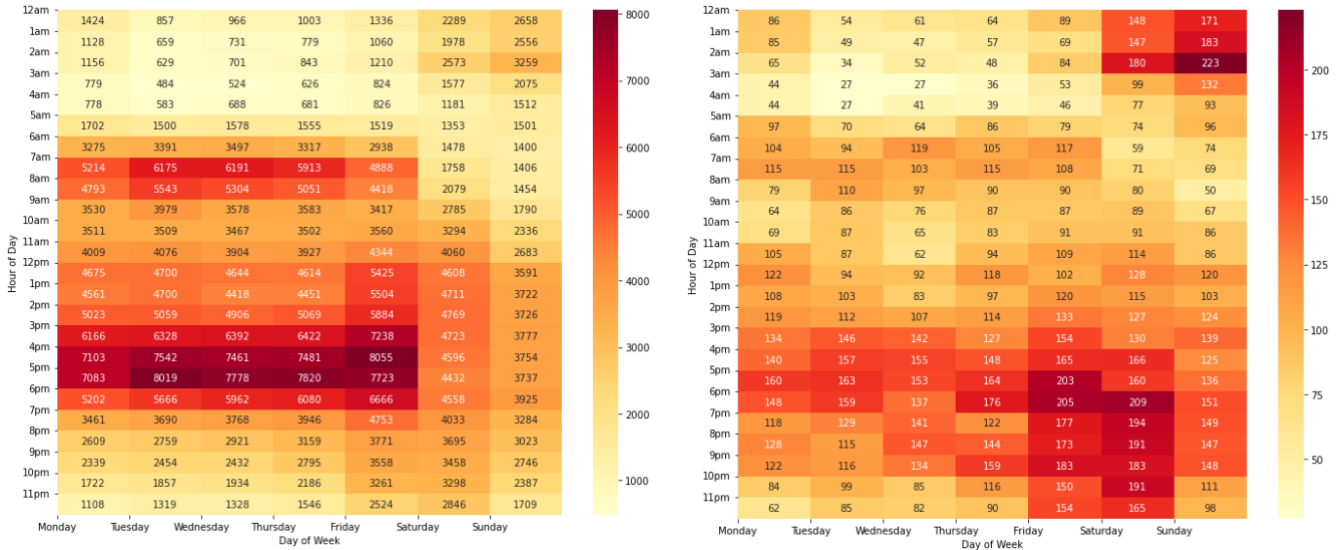 12am 1424 857 966 1003 1336 2289 2658
1am 1128 659 731 779 1060 1978 2556
2am 1156 629 701 843 1210 2573 3259
3am 779 484 524 626 824 1577 2075
4am 778 583 688 681 826 1181 1512
5am 1702 1500 1578 1555 1519 1353 1501
6am 3275 3391 3497 3317 2938 1478 1400
7am 5214 6175 6191 5913 4888 1758 1406
8am 4793 5543 5304 5051 4418 2079 1454
9am 3530 3979 3578 3583 3417 2785 1790
10am 3511 3509 3467 3502 3560 3294 2336
11am 4009 4076 3904 3927 4344 4060 2683
12pm 4675 4700 4644 4614 5425 4608 3591
1pm 4561 4700 4418 4451 5504 4711 3722
2pm 5023 5059 4906 5069 5884 4769 3726
3pm 6166 6328 6392 6422 7238 4723 3777
4pm 7103 7542 7461 7481 8055 4596 3754
5pm 7083 8019 7778 7820 7723 4432 3737
6pm 5202 5666 5962 6080 6666 4558 3925
7pm 3461 3690 3768 3946 4753 4033 3284
8pm 2609 2759 2921 3159 3771 3695 3023
9pm 2339 2454 2432 2795 3558 3458 2746
10pm 1722 1857 1934 2186 3261 3298 2387
11pm 1108 1319 1328 1546 2524 2846 1709
Monday Tuesday Wednesday Thursday Friday Saturday Sunday
Day of Week
Hour of Day
8000
7000
6000
5000
4000
3000
2000
1000
12am 86 54 61 64 89 148 171
1am 85 49 47 57 69 147 183
2am 65 34 52 48 84 180 223
3am 44 27 27 36 53 99 132
4am 44 27 41 39 46 77 93
5am 97 70 64 86 79 74 96
6am 104 94 119 105 117 59 74
7am 115 115 103 115 108 71 69
8am 79 110 97 90 90 80 50
9am 64 86 76 87 87 89 67
10am 69 87 65 83 91 91 86
11am 105 87 62 94 109 114 86
12pm 122 94 92 118 102 128 120
1pm 108 103 83 97 120 115 103
2pm 119 112 107 114 133 127 124
3pm 134 146 142 127 154 130 139
4pm 140 157 155 148 165 166 125
5pm 160 163 153 164 203 160 136
6pm 148 159 137 176 205 209 151
7pm 118 129 141 122 177 194 149
8pm 128 115 147 144 173 191 147
9pm 122 116 134 159 183 183 148
10pm 84 99 85 116 150 191 111
11pm 62 85 82 90 154 165 98
Monday Tuesday Wednesday Thursday Friday Saturday Sunday
Day of Week
Hour of Day
200
175
150
125
100
75
50